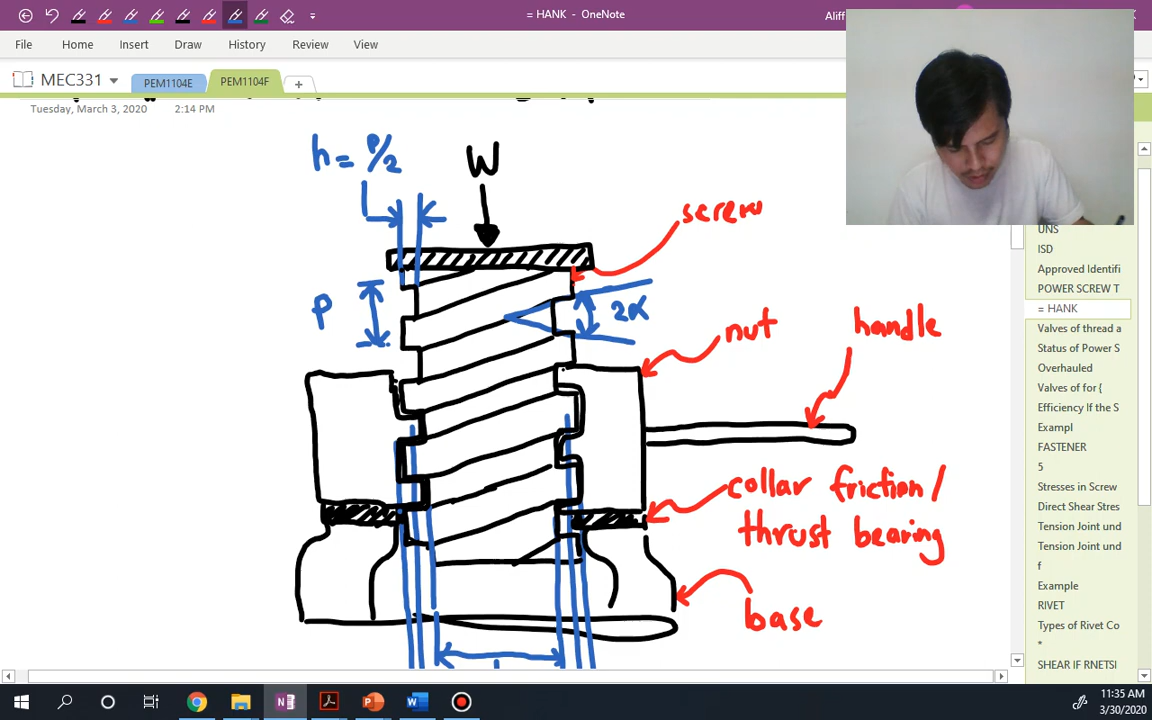 = HANK - OneNote
Aliff
File Home Insert Draw History Review View
MEC331
PEM1104E
PEM1104F
Tuesday, March 3, 2020
2:14 PM
h = P/2
W
screw
P
2α
nut
handle
collar friction/
thrust bearing
base
UNS
ISD
Approved Identifi
POWER SCREW T
= HANK
Valves of thread a
Status of Power S
Overhauled
Valves of for {
Efficiency If the S
Exampl
FASTENER
5
Stresses in Screw
Direct Shear Stres
Tension Joint und
Tension Joint und
f
Example
RIVET
Types of Rivet Co
*
SHEAR IF RNETSI
11:35 AM
3/30/2020